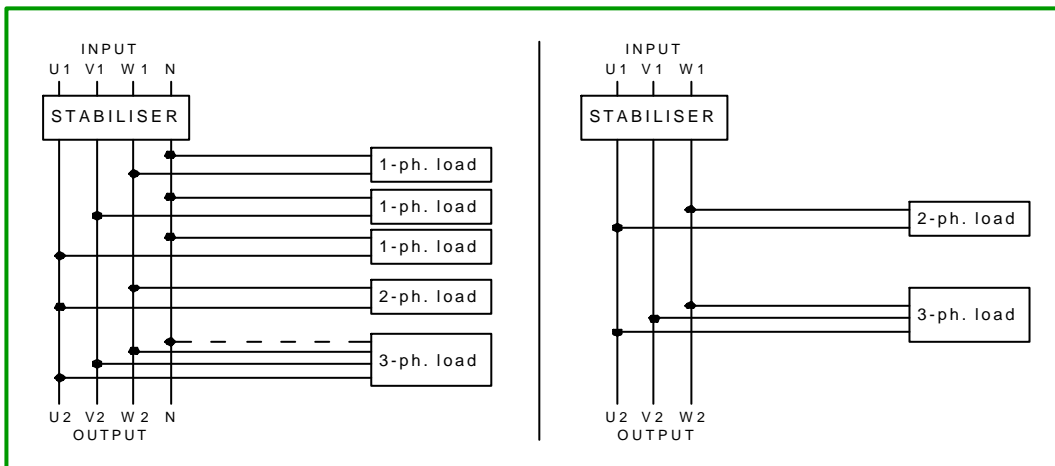 INPUT
U1 V1 W1 N
STABILISER
1-ph. load
1-ph. load
1-ph. load
2-ph. load
3-ph. load
U2 V2 W2 N
OUTPUT
INPUT
U1 V1 W1
STABILISER
2-ph. load
3-ph. load
U2 V2 W2
OUTPUT